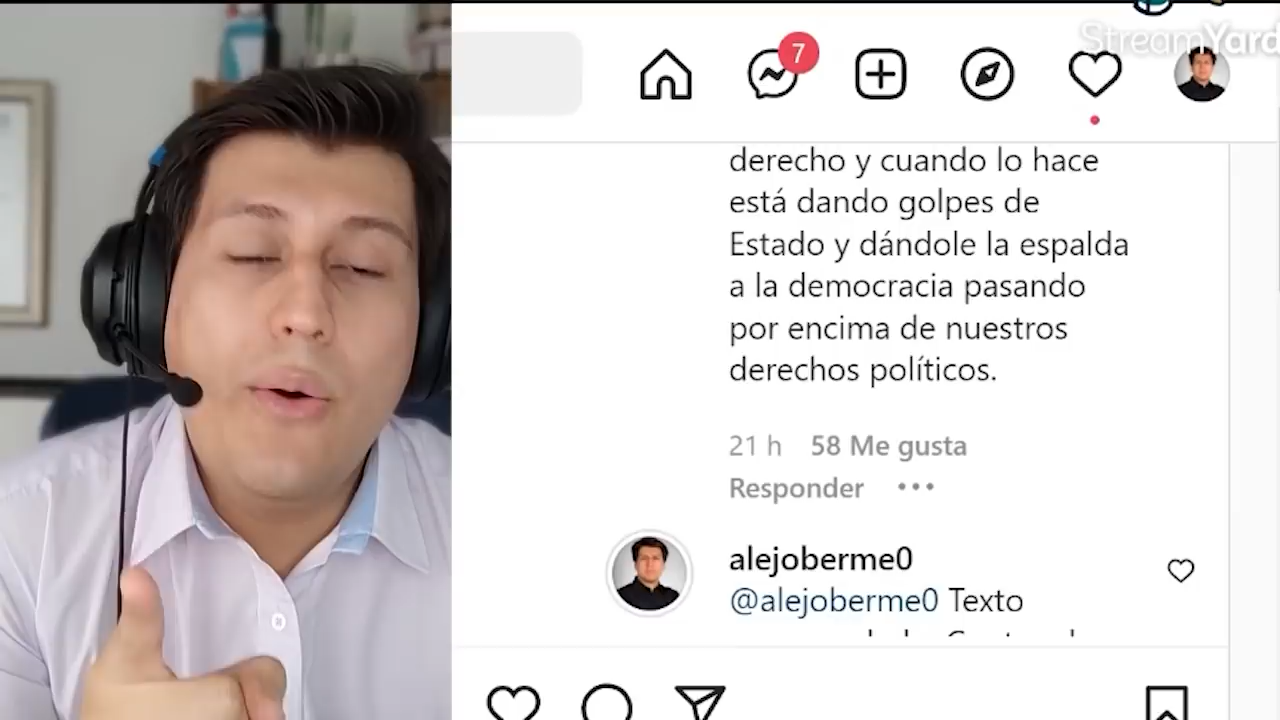 StreamYard
7
derecho y cuando lo hace
está dando golpes de
Estado y dándole la espalda
a la democracia pasando
por encima de nuestros
derechos políticos.
21 h 58 Me gusta
Responder
alejoberme0
@alejoberme0 Texto